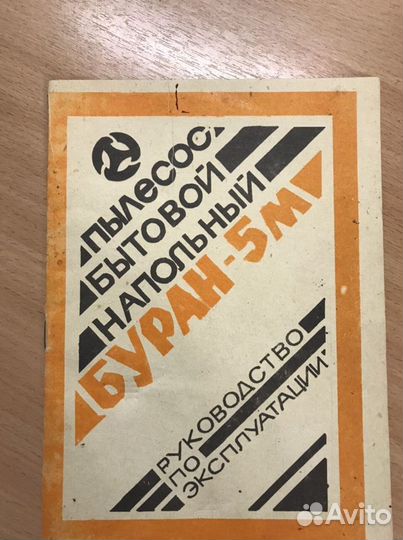 ПЫЛЕСОС
БЫТОВОЙ
НАПОЛЬНЫЙ
БУРАН-5М
РУКОВОДСТВО
ПО
ЭКСПЛУАТАЦИИ
Avito